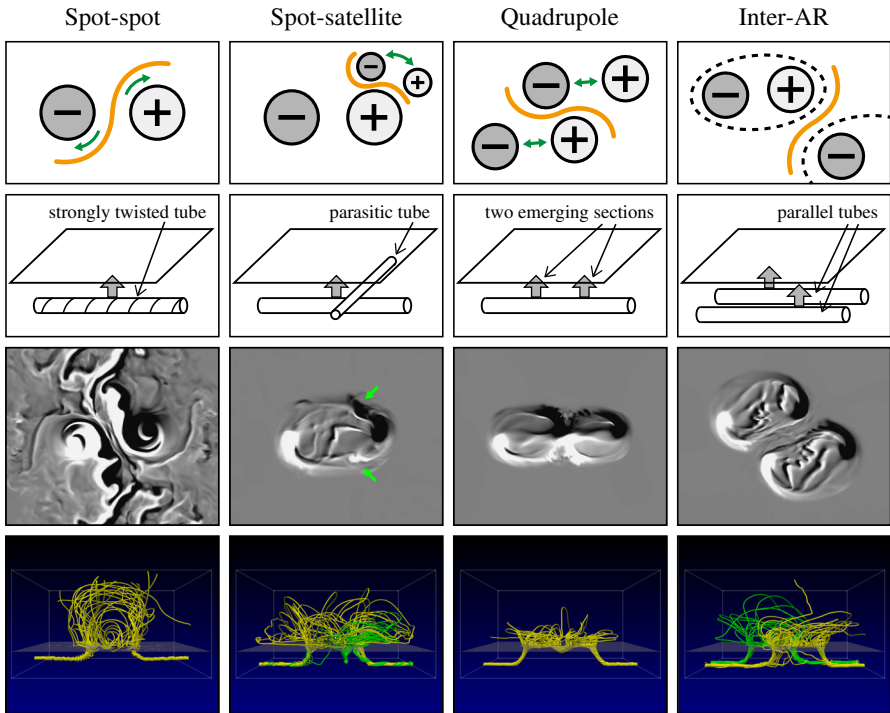 Spot-spot
Spot-satellite
Quadrupole
Inter-AR
− +
− + − +
− + − +
− + −
strongly twisted tube
parasitic tube
two emerging sections
parallel tubes